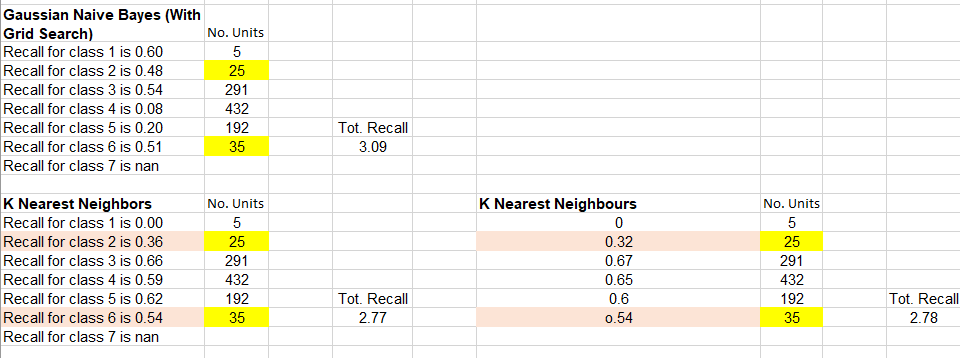 Gaussian Naive Bayes (With
Grid Search) No. Units
Recall for class 1 is 0.60 5
Recall for class 2 is 0.48 25
Recall for class 3 is 0.54 291
Recall for class 4 is 0.08 432
Recall for class 5 is 0.20 192 Tot. Recall
Recall for class 6 is 0.51 35 3.09
Recall for class 7 is nan
K Nearest Neighbors No. Units K Nearest Neighbours No. Units
Recall for class 1 is 0.00 5 0 5
Recall for class 2 is 0.36 25 0.32 25
Recall for class 3 is 0.66 291 0.67 291
Recall for class 4 is 0.59 432 0.65 432
Recall for class 5 is 0.62 192 Tot. Recall 0.6 192 Tot. Recall
Recall for class 6 is 0.54 35 2.77 o.54 35 2.78
Recall for class 7 is nan